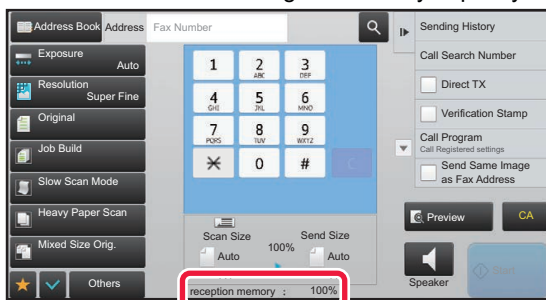 Address Book
Address
Fax Number
Exposure
Auto
Resolution
Super Fine
Original
Job Build
Slow Scan Mode
Heavy Paper Scan
Mixed Size Orig.
Others
1
2
ABC
3
DEF
4
GHI
5
JKL
6
MNO
7
PQRS
8
TUV
9
WXYZ
0
#
C
Scan Size
Auto
100%
Send Size
Auto
reception memory : 100%
Sending History
Call Search Number
Direct TX
Verification Stamp
Call Program
Call Registered settings
Send Same Image
as Fax Address
Preview
CA
Speaker
Start